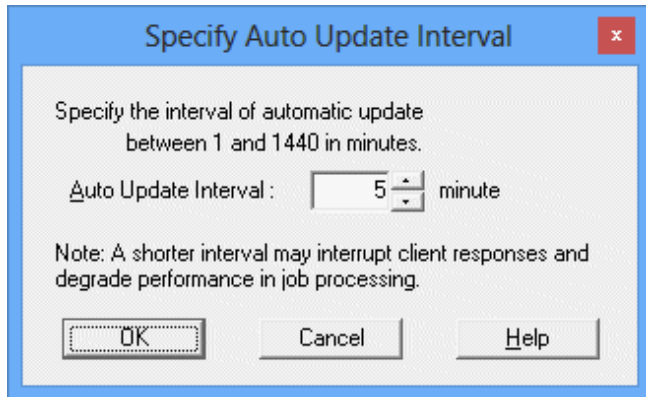 Specify Auto Update Interval
x
Specify the interval of automatic update
between 1 and 1440 in minutes.
Auto Update Interval : 5 minute
Note: A shorter interval may interrupt client responses and
degrade performance in job processing.
OK Cancel Help